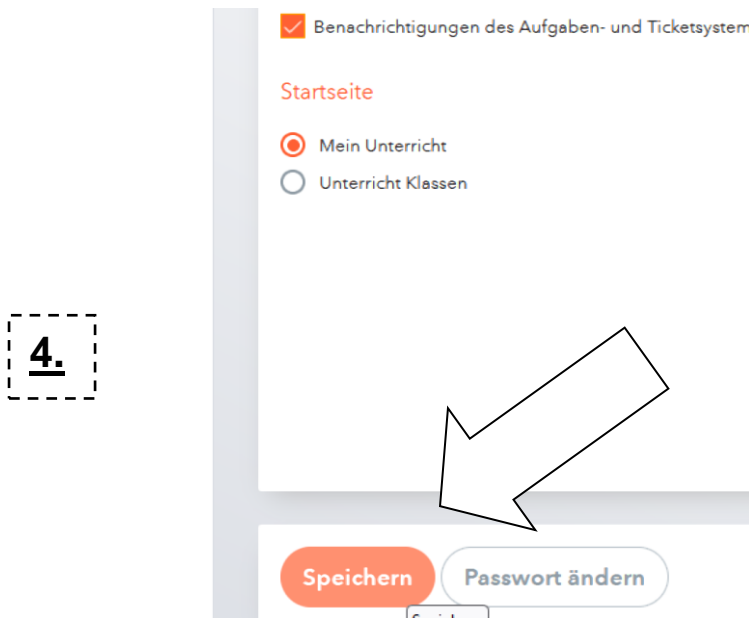 Benachrichtigungen des Aufgaben- und Ticketsystem
Startseite
Mein Unterricht
Unterricht Klassen
4.
Speichern
Passwort ändern